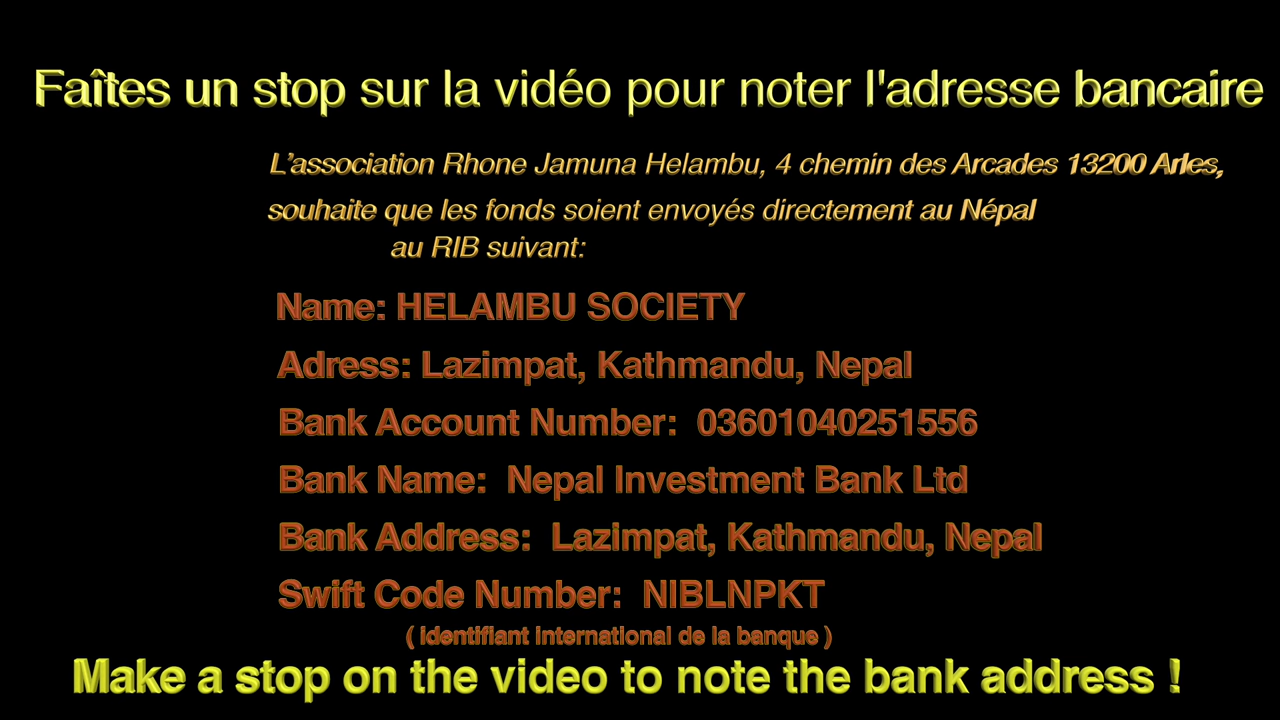 Faîtes un stop sur la vidéo pour noter l'adresse bancaire
L’association Rhone Jamuna Helambu, 4 chemin des Arcades 13200 Arles,
souhaite que les fonds soient envoyés directement au Népal
au RIB suivant:
Name: HELAMBU SOCIETY
Adress: Lazimpat, Kathmandu, Nepal
Bank Account Number: 03601040251556
Bank Name: Nepal Investment Bank Ltd
Bank Address: Lazimpat, Kathmandu, Nepal
Swift Code Number: NIBLNPKT
( identifiant international de la banque )
Make a stop on the video to note the bank address !